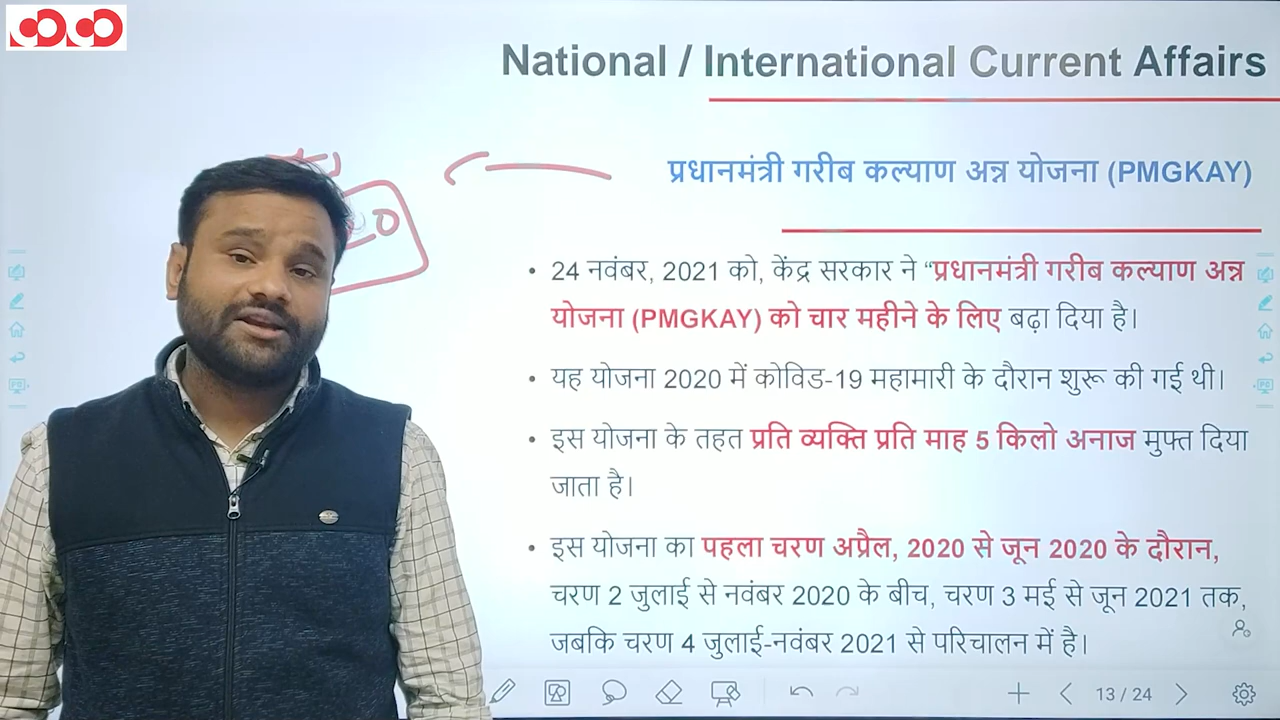 National / International Current Affairs
प्रधानमंत्री गरीब कल्याण अन्न योजना (PMGKAY)
• 24 नवंबर, 2021 को, केंद्र सरकार ने “प्रधानमंत्री गरीब कल्याण अन्न
योजना (PMGKAY) को चार महीने के लिए बढ़ा दिया है।
• यह योजना 2020 में कोविड-19 महामारी के दौरान शुरू की गई थी।
• इस योजना के तहत प्रति व्यक्ति प्रति माह 5 किलो अनाज मुफ्त दिया
जाता है।
• इस योजना का पहला चरण अप्रैल, 2020 से जून 2020 के दौरान,
चरण 2 जुलाई से नवंबर 2020 के बीच, चरण 3 मई से जून 2021 तक,
जबकि चरण 4 जुलाई-नवंबर 2021 से परिचालन में है।
13 / 24